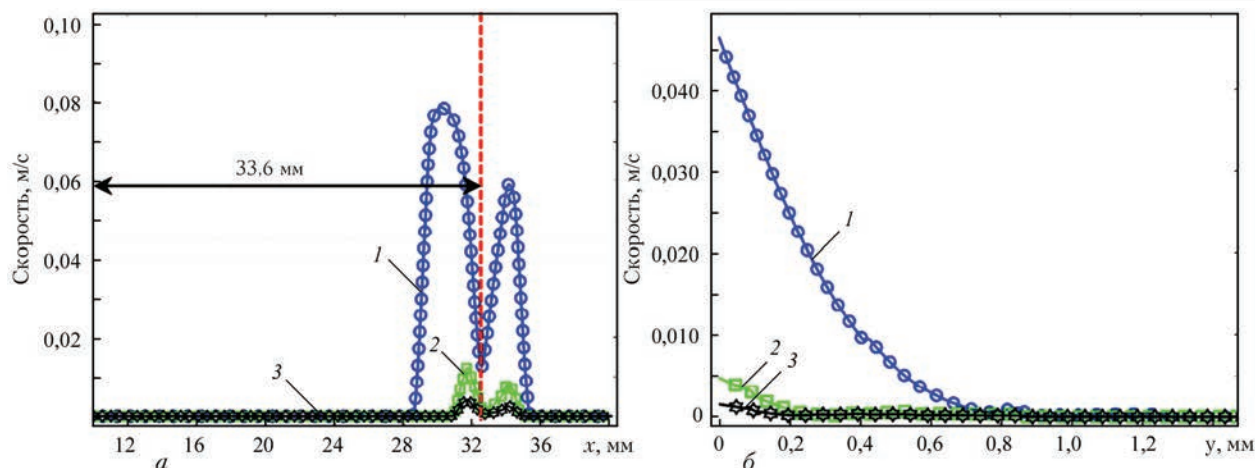 0,10
0,08
0,06
0,04
0,02
Скорость, м/с
33.6 мм
1
2
3
12 16 20 24 28 32 36 x, мм
а
0,040
0,030
0,020
0,010
0
Скорость, м/с
1
2
3
0 0,2 0,4 0,6 0,8 1,0 1,2 y, мм
б